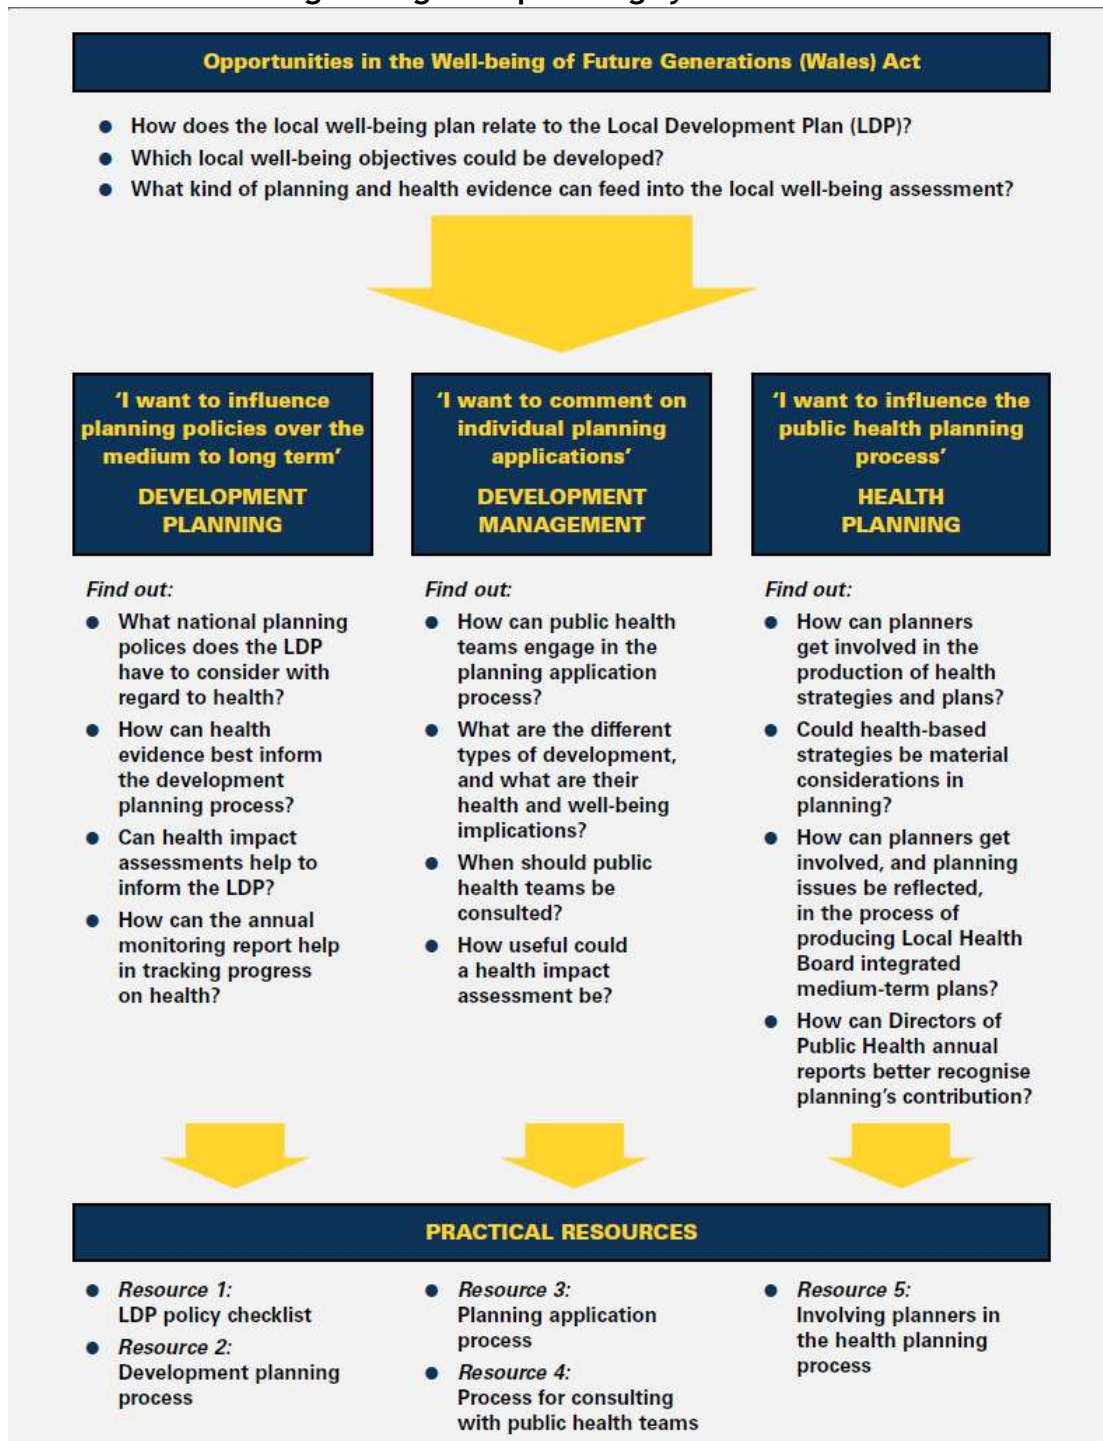 Opportunities in the Well-being of Future Generations (Wales) Act
● How does the local well-being plan relate to the Local Development Plan (LDP)?
● Which local well-being objectives could be developed?
● What kind of planning and health evidence can feed into the local well-being assessment?
‘I want to influence
planning policies over the
medium to long term’
DEVELOPMENT
PLANNING
Find out:
● What national planning
polices does the LDP
have to consider with
regard to health?
● How can health
evidence best inform
the development
planning process?
● Can health impact
assessments help to
inform the LDP?
● How can the annual
monitoring report help
in tracking progress
on health?
‘I want to comment on
individual planning
applications’
DEVELOPMENT
MANAGEMENT
Find out:
● How can public health
teams engage in the
planning application
process?
● What are the different
types of development,
and what are their
health and well-being
implications?
● When should public
health teams be
consulted?
● How useful could
a health impact
assessment be?
‘I want to influence the
public health planning
process’
HEALTH
PLANNING
Find out:
● How can planners
get involved in the
production of health
strategies and plans?
● Could health-based
strategies be material
considerations in
planning?
● How can planners get
involved, and planning
issues be reflected,
in the process of
producing Local Health
Board integrated
medium-term plans?
● How can Directors of
Public Health annual
reports better recognise
planning’s contribution?
PRACTICAL RESOURCES
● Resource 1:
LDP policy checklist
● Resource 2:
Development planning
process
● Resource 3:
Planning application
process
● Resource 4:
Process for consulting
with public health teams
● Resource 5:
Involving planners in
the health planning
process